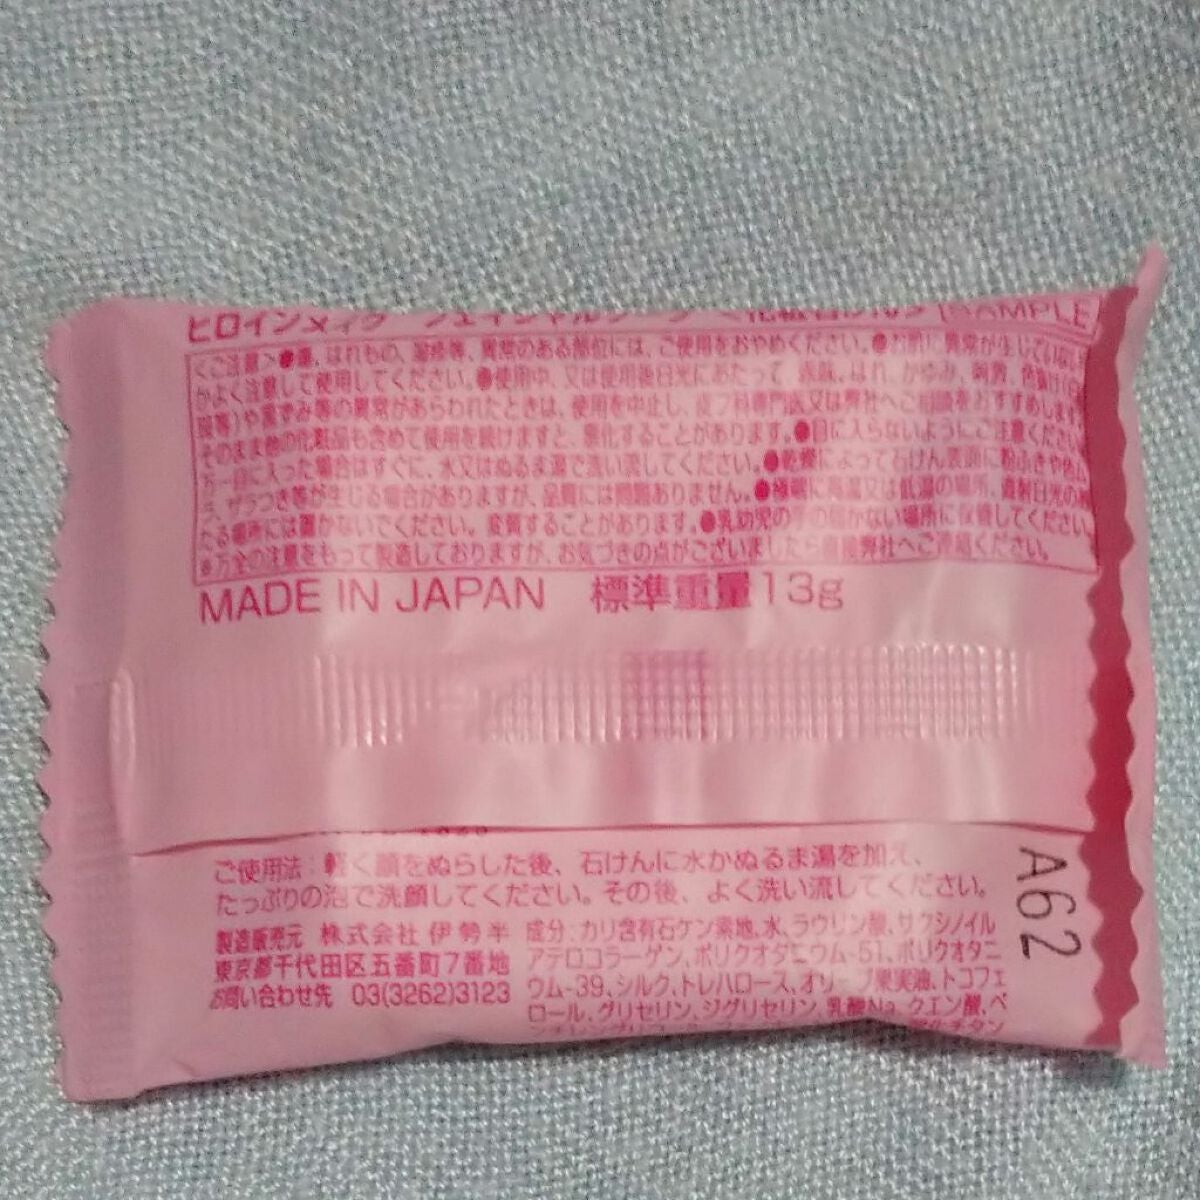 ヒロインメイク フェイシャルソープ <化粧石けん> (SAMPLE)
<ご注意>●傷、はれもの、湿疹等、異常のある部位には、ご使用をおやめください。●お肌に異常が生じていない
かよく注意して使用してください。●使用中、又は使用後日光にあたって 赤味、はれ、かゆみ、刺激、色抜け(白
斑等)や黒ずみ等の異常があらわれたときは、使用を中止し、皮フ科専門医又は弊社へご相談をおすすめします
そのまま他の化粧品も含めて使用を続けますと、悪化することがあります。●目に入らないようにご注意ください
万一目に入った場合はすぐに、水又はぬるま湯で洗い流してください。●乾燥によって石けん表面に粉ふきや
ザラつき等が生じる場合がありますが、品質には問題ありません。●極端に高温又は低温の場所、直射日光の
たる場所には置かないでください。変質することがあります。●乳幼児の手の届かない場所に保管してください
※万全の注意をもって製造しておりますが、お気づきの点がございましたら直接弊社へご連絡ください。
MADE IN JAPAN 標準重量13g
ご使用法:軽く顔をぬらした後、石けんに水かぬるま湯を加え、
たっぷりの泡で洗顔してください。その後、よく洗い流してください。
製造販売元 株式会社 伊勢半
東京都千代田区五番町7番地
お問い合わせ先 03(3262)3123
成分:カリ含有石ケン素地、水、ラウリン酸、サクシノイル
アテロコラーゲン、ポリクオタニウム-51、ポリクオタニ
ウム-39、シルク、トレハロース、オリーブ果実油、トコフェ
ロール、グリセリン、ジグリセリン、乳酸Na、クエン酸、ペ
チタン
A62